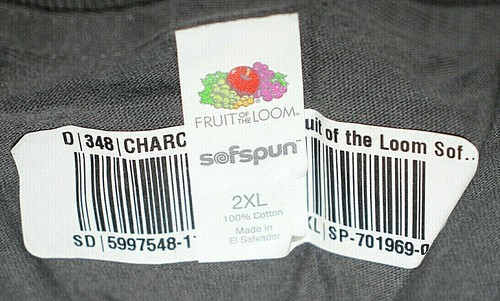 D | 348 | CHARC
SD | 5997548-1
FRUIT OF THE LOOM
sofspun™
2XL
100% Cotton
Made in
El Salvador
uit of the Loom Sof..
XL | SP-701969-0